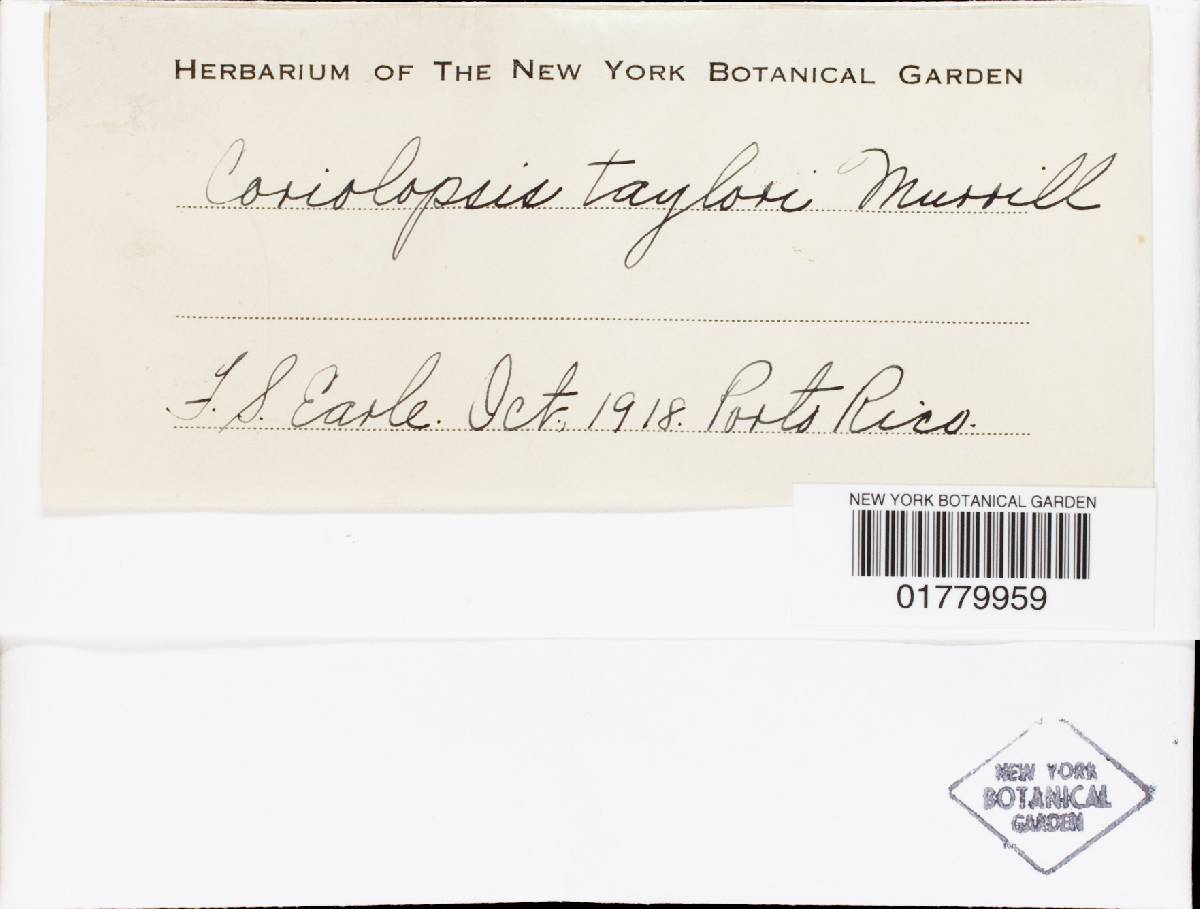 HERBARIUM OF THE NEW YORK BOTANICAL GARDEN
Coriolopsis taylori Murrill
F. S. Earle. Oct. 1918. Porto Rico.
NEW YORK BOTANICAL GARDEN
01779959
NEW YORK
BOTANICAL
GARDEN